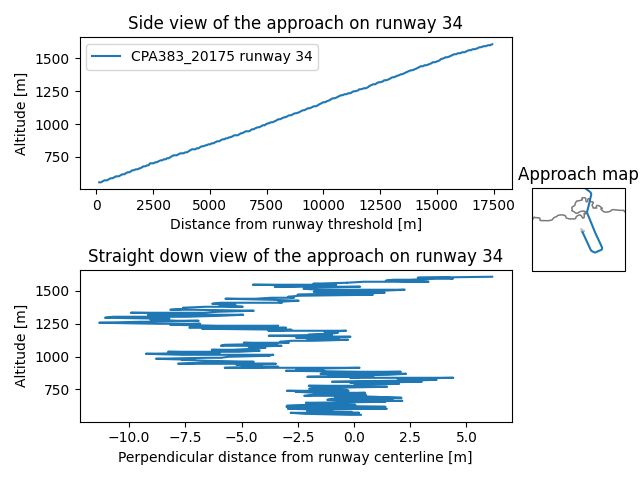 Side view of the approach on runway 34
CPA383_20175 runway 34
Altitude [m]
1500
1250
1000
750
0
2500
5000
7500
10000
12500
15000
17500
Distance from runway threshold [m]
Approach map
Straight down view of the approach on runway 34
Altitude [m]
1500
1250
1000
750
−10.0
−7.5
−5.0
−2.5
0.0
2.5
5.0
Perpendicular distance from runway centerline [m]